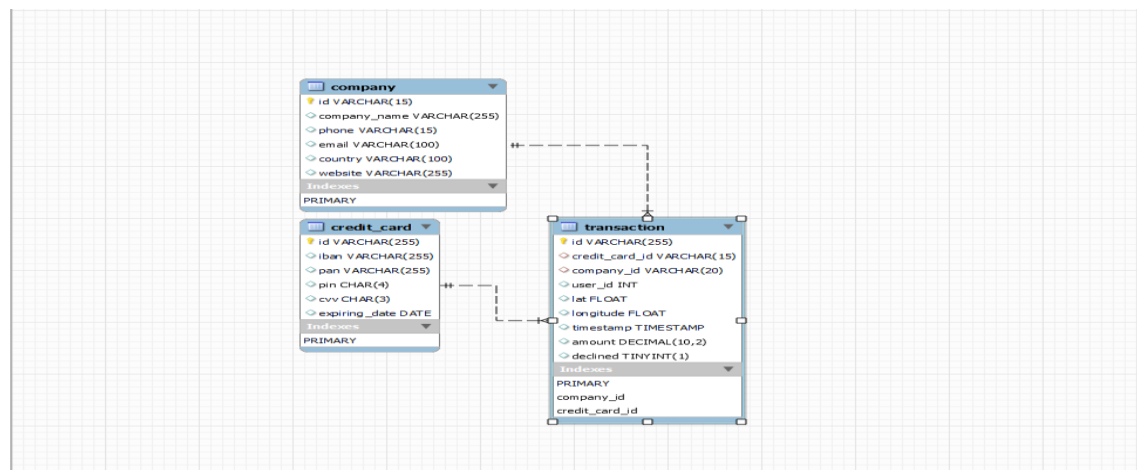 company
id VARCHAR(15)
company_name VARCHAR(255)
phone VARCHAR(15)
email VARCHAR(100)
country VARCHAR(100)
website VARCHAR(255)
Indexes
PRIMARY
credit_card
id VARCHAR(255)
iban VARCHAR(255)
pan VARCHAR(255)
pin CHAR(4)
cvv CHAR(3)
expiring_date DATE
Indexes
PRIMARY
transaction
id VARCHAR(255)
credit_card_id VARCHAR(15)
company_id VARCHAR(20)
user_id INT
lat FLOAT
longitude FLOAT
timestamp TIMESTAMP
amount DECIMAL(10,2)
declined TINYINT(1)
Indexes
PRIMARY
company_id
credit_card_id